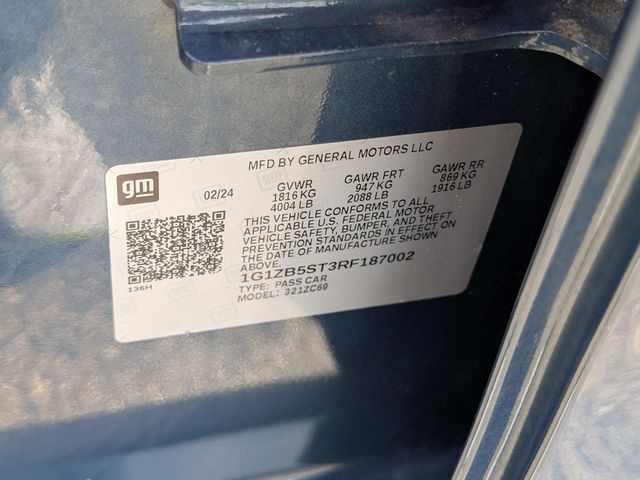 MFD BY GENERAL MOTORS LLC
gm
02/24
GVWR GAWR FRT GAWR RR
1816 KG 947 KG 869 KG
4004 LB 2088 LB 1916 LB
THIS VEHICLE CONFORMS TO ALL
APPLICABLE U.S. FEDERAL MOTOR
VEHICLE SAFETY, BUMPER, AND THEFT
PREVENTION STANDARDS IN EFFECT ON
THE DATE OF MANUFACTURE SHOWN
ABOVE.
1G1ZB5ST3RF187002
TYPE: PASS CAR
MODEL: 321ZC69
136H